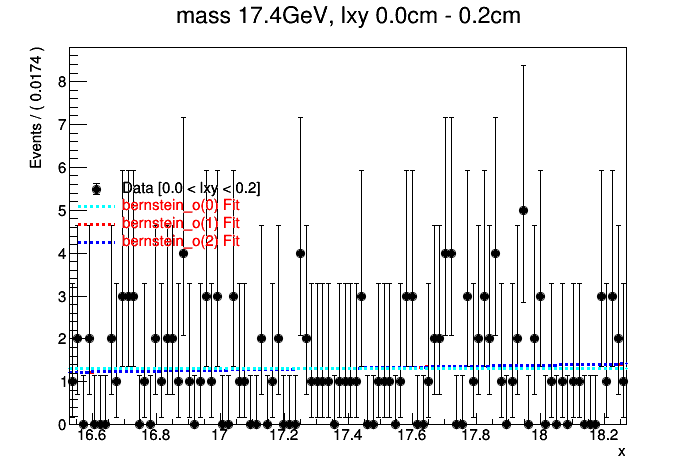 mass 17.4GeV, lxy 0.0cm - 0.2cm
Events / ( 0.0174 )
8
7
6
5
4
3
2
1
0
Data [0.0 < lxy < 0.2]
bernstein_o(0) Fit
bernstein_o(1) Fit
bernstein_o(2) Fit
16.6 16.8 17 17.2 17.4 17.6 17.8 18 18.2
x